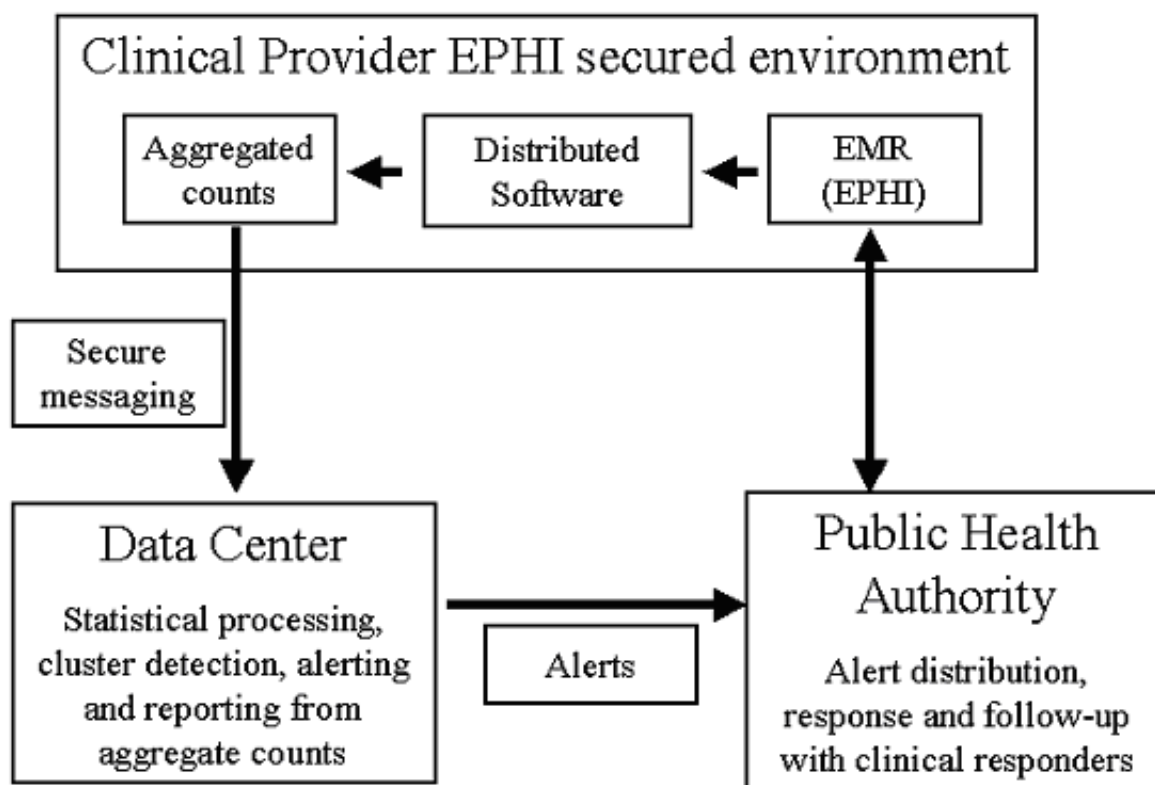 Clinical Provider EPHI secured environment
Aggregated
counts
Distributed
Software
EMR
(EPHI)
Secure
messaging
Data Center
Statistical processing,
cluster detection, alerting
and reporting from
aggregate counts
Alerts
Public Health
Authority
Alert distribution,
response and follow-up
with clinical responders